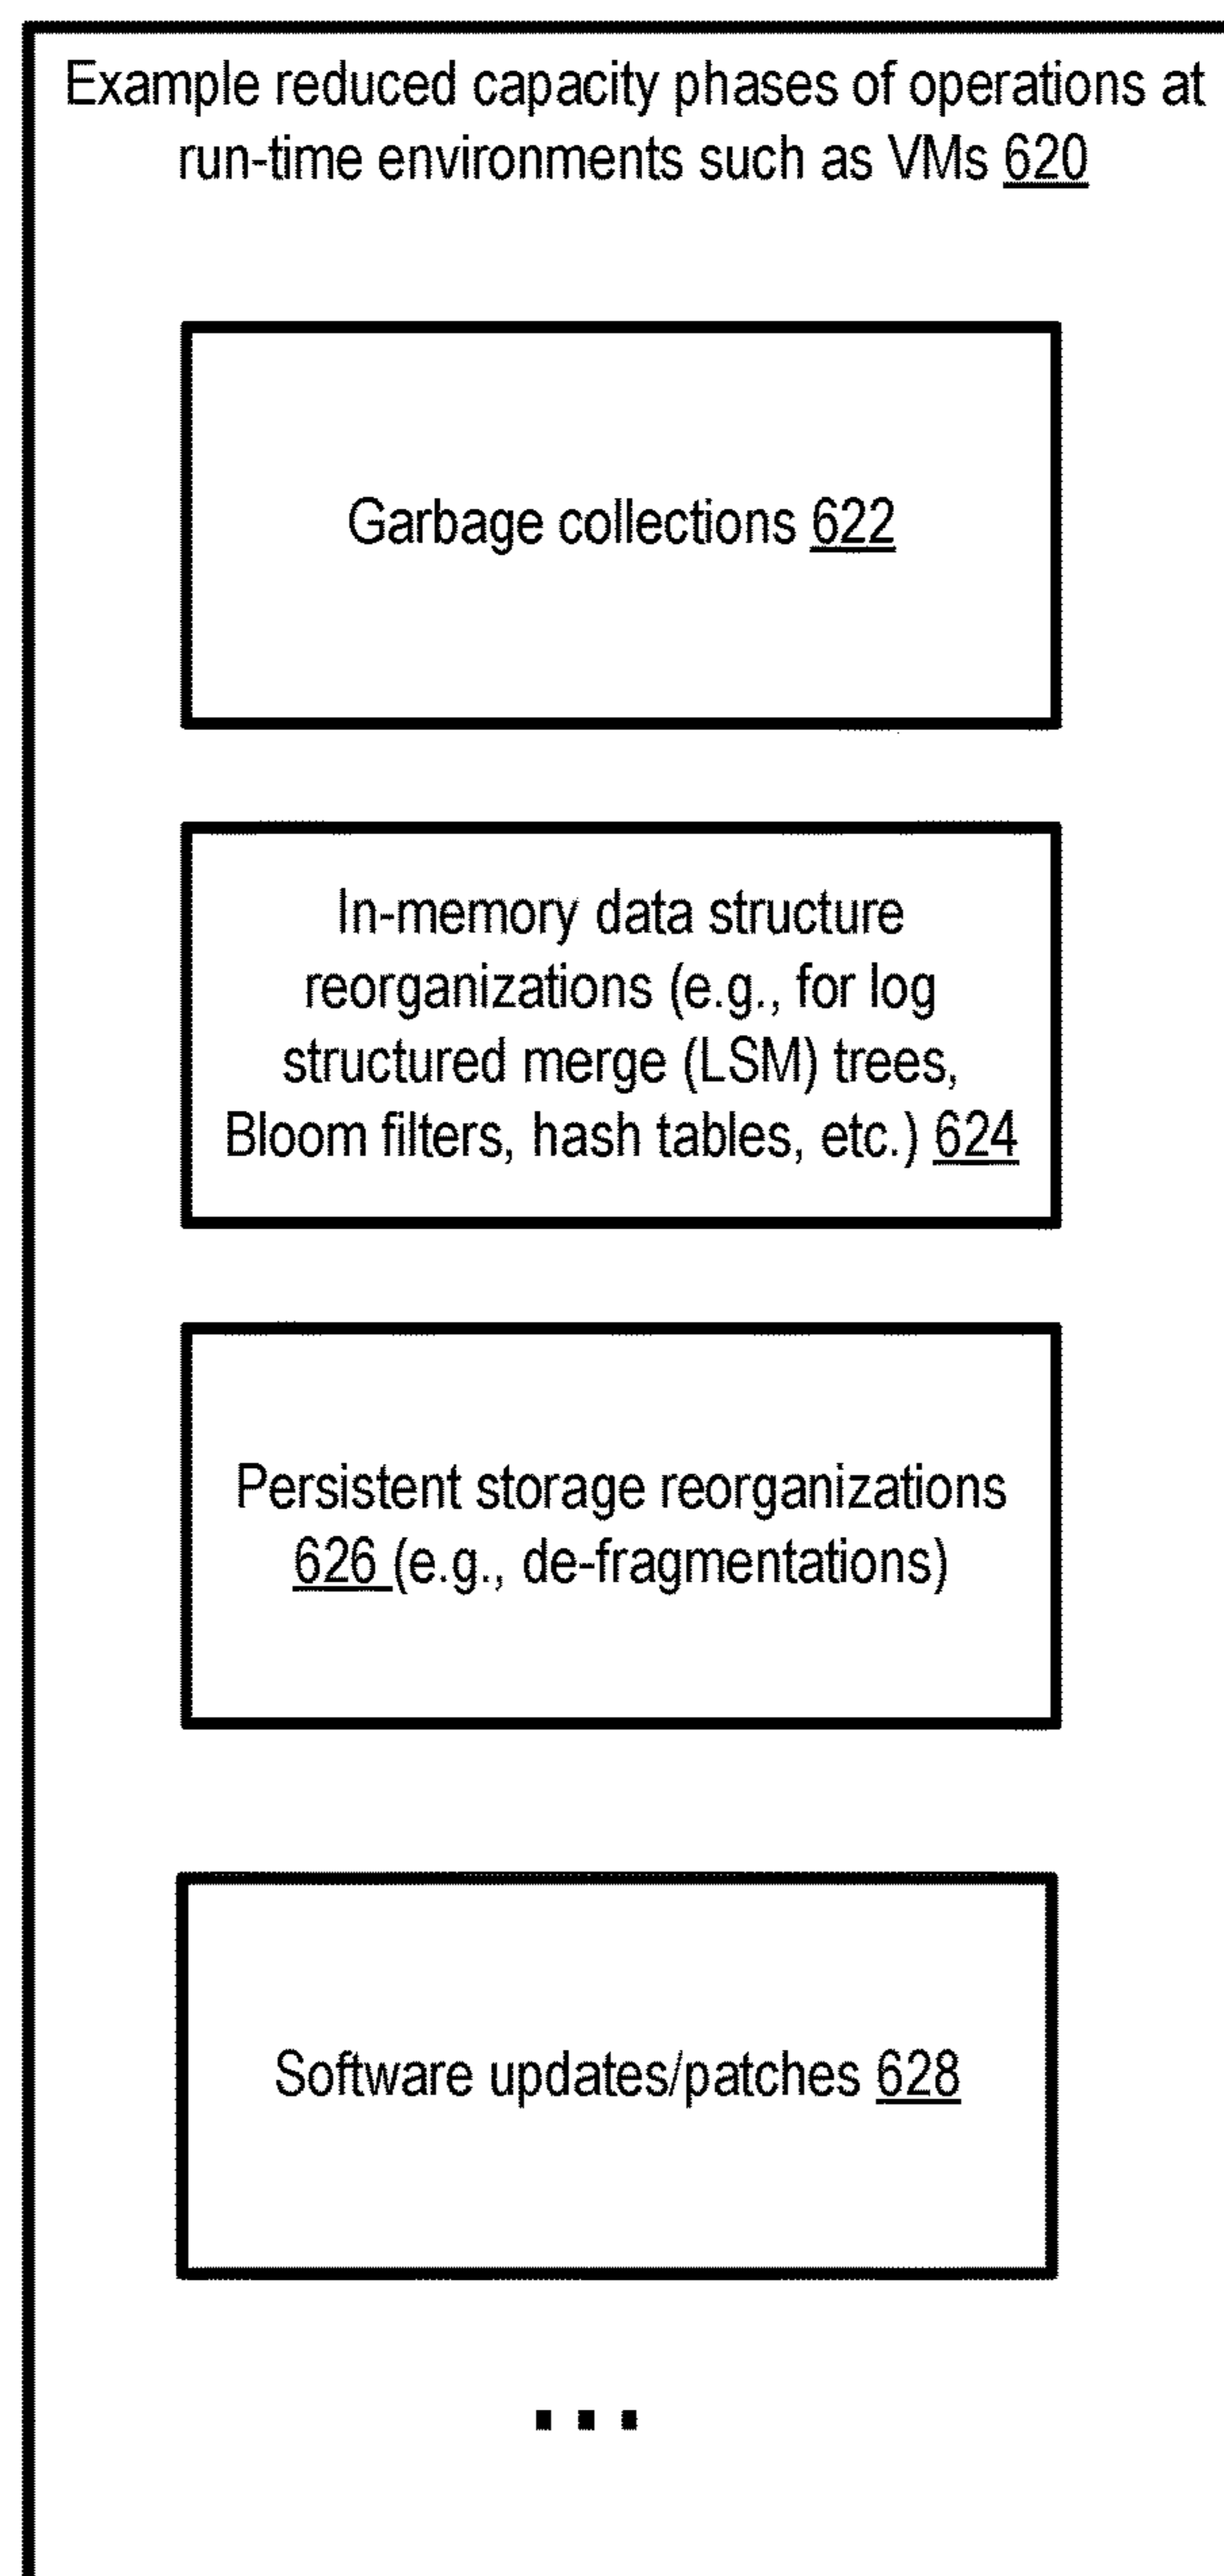 Example reduced capacity phases of operations at
run-time environments such as VMs 620
Garbage collections 622
In-memory data structure
reorganizations (e.g., for log
structured merge (LSM) trees,
Bloom filters, hash tables, etc.) 624
Persistent storage reorganizations
626 (e.g., de-fragmentations)
Software updates/patches 628
...